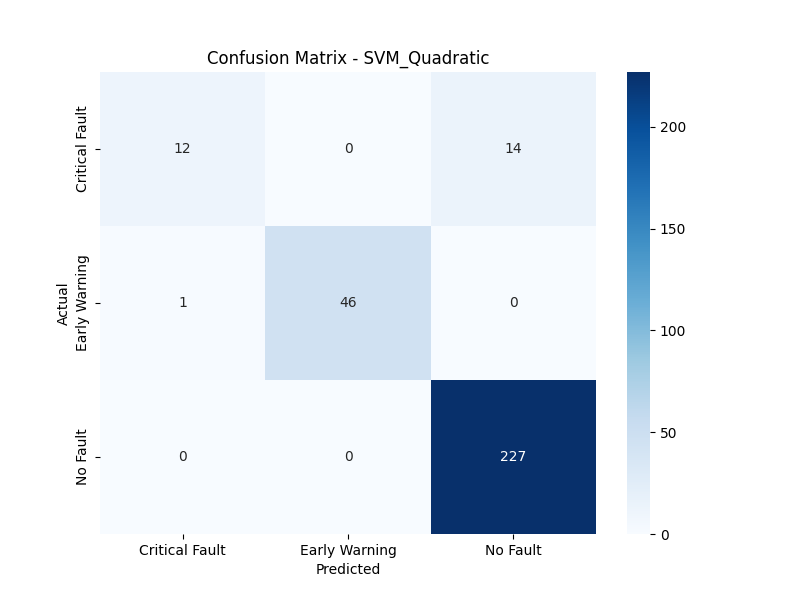 Confusion Matrix - SVM_Quadratic
Actual
Critical Fault
Early Warning
No Fault
12 0 14
1 46 0
0 0 227
Critical Fault Early Warning No Fault
Predicted
200
150
100
50
0